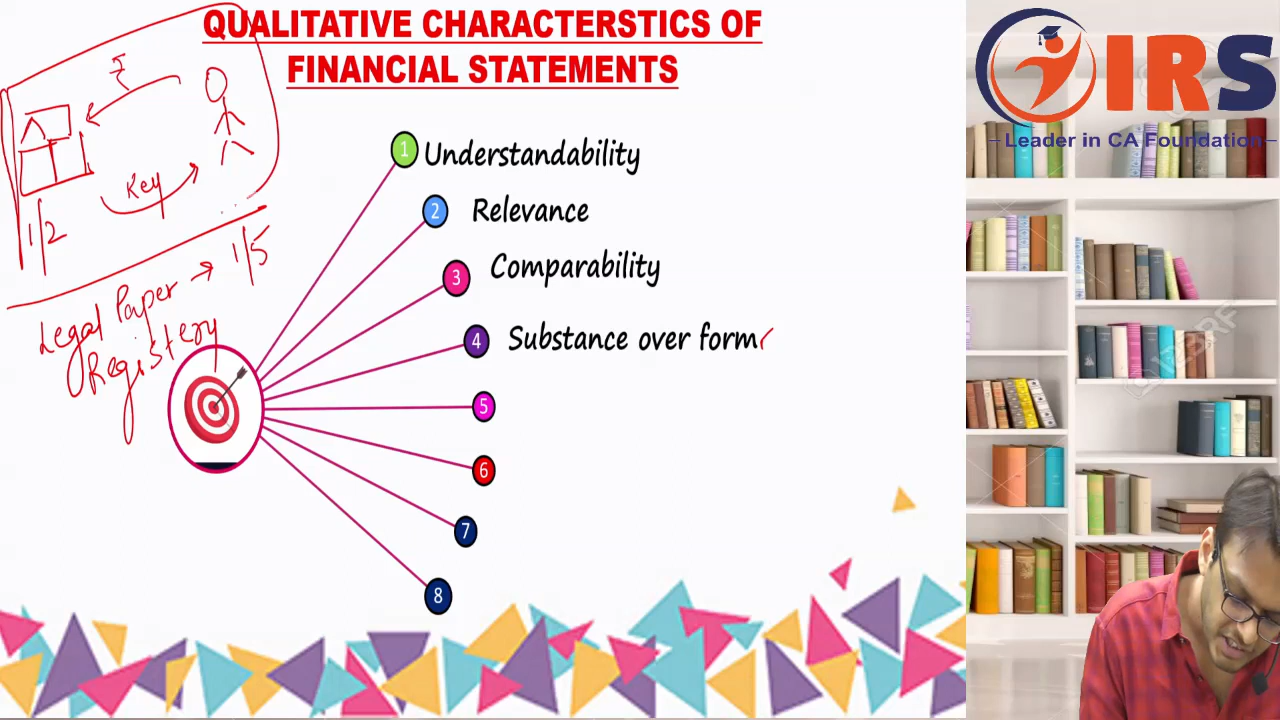 QUALITATIVE CHARACTERSTICS OF
FINANCIAL STATEMENTS
IRS
- Leader in CA Foundation -
₹
Key
1/2
Legal Paper → 1/5
Registery
1 Understandability
2 Relevance
3 Comparability
4 Substance over form
5
6
7
8
123RF